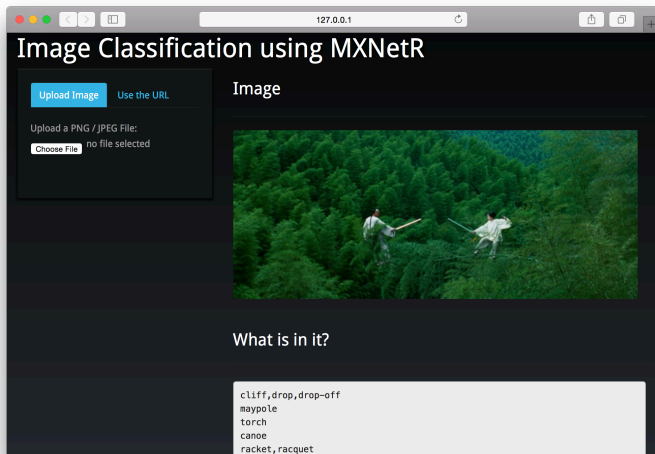 127.0.0.1
Image Classification using MXNetR
Upload Image Use the URL
Upload a PNG / JPEG File:
Choose File no file selected
Image
What is in it?
cliff,drop,drop-off
maypole
torch
canoe
racket,racquet